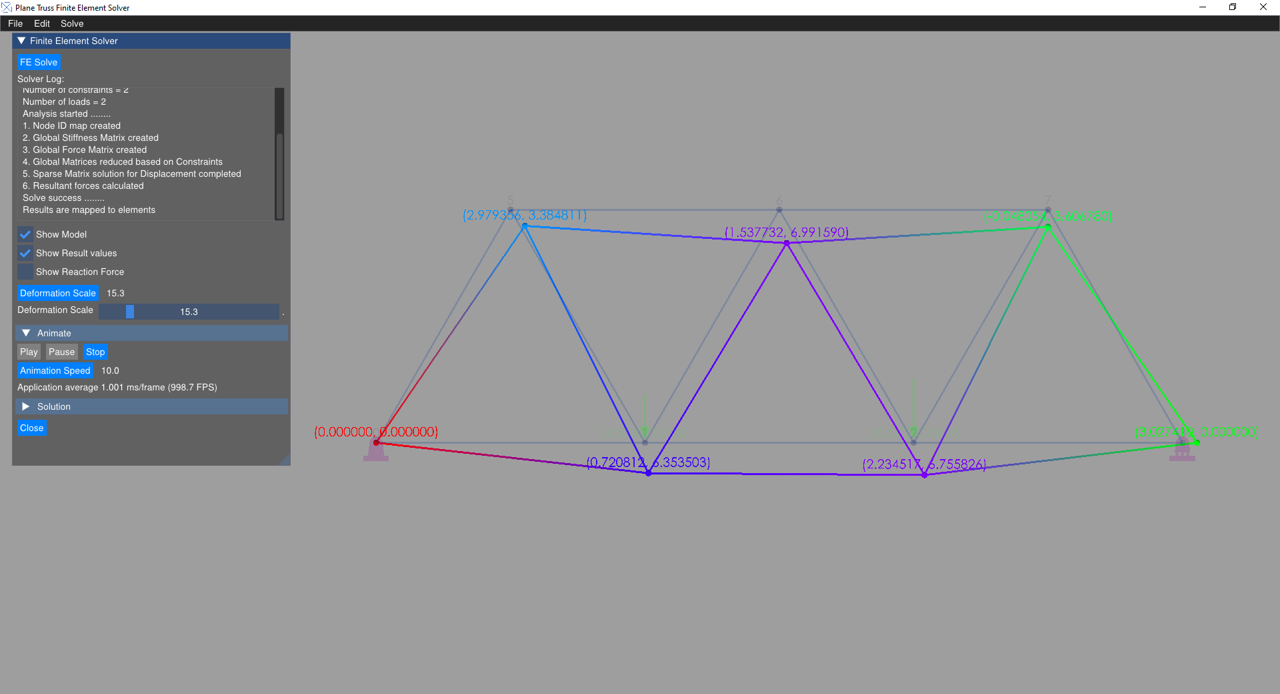 Plane Truss Finite Element Solver
File Edit Solve
Finite Element Solver
FE Solve
Solver Log:
Number of constraints = 2
Number of loads = 2
Analysis started ........
1. Node ID map created
2. Global Stiffness Matrix created
3. Global Force Matrix created
4. Global Matrices reduced based on Constraints
5. Sparse Matrix solution for Displacement completed
6. Resultant forces calculated
Solve success ........
Results are mapped to elements
Show Model
Show Result values
Show Reaction Force
Deformation Scale 15.3
Deformation Scale 15.3 .
Animate
Play Pause Stop
Animation Speed 10.0
Application average 1.001 ms/frame (998.7 FPS)
Solution
Close
5 6 7
(2.979356, 3.384811)
(1.537732, 6.991590)
(0.000000, 0.000000)
0.000000)
(0.720812, 6.353503)
(2.234517, 6.755826)